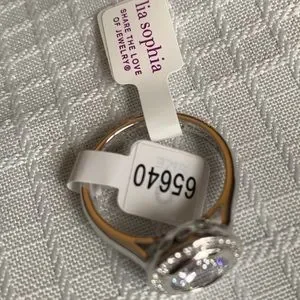 lia sophia
SHARE THE LOVE
OF JEWELRY®
65640